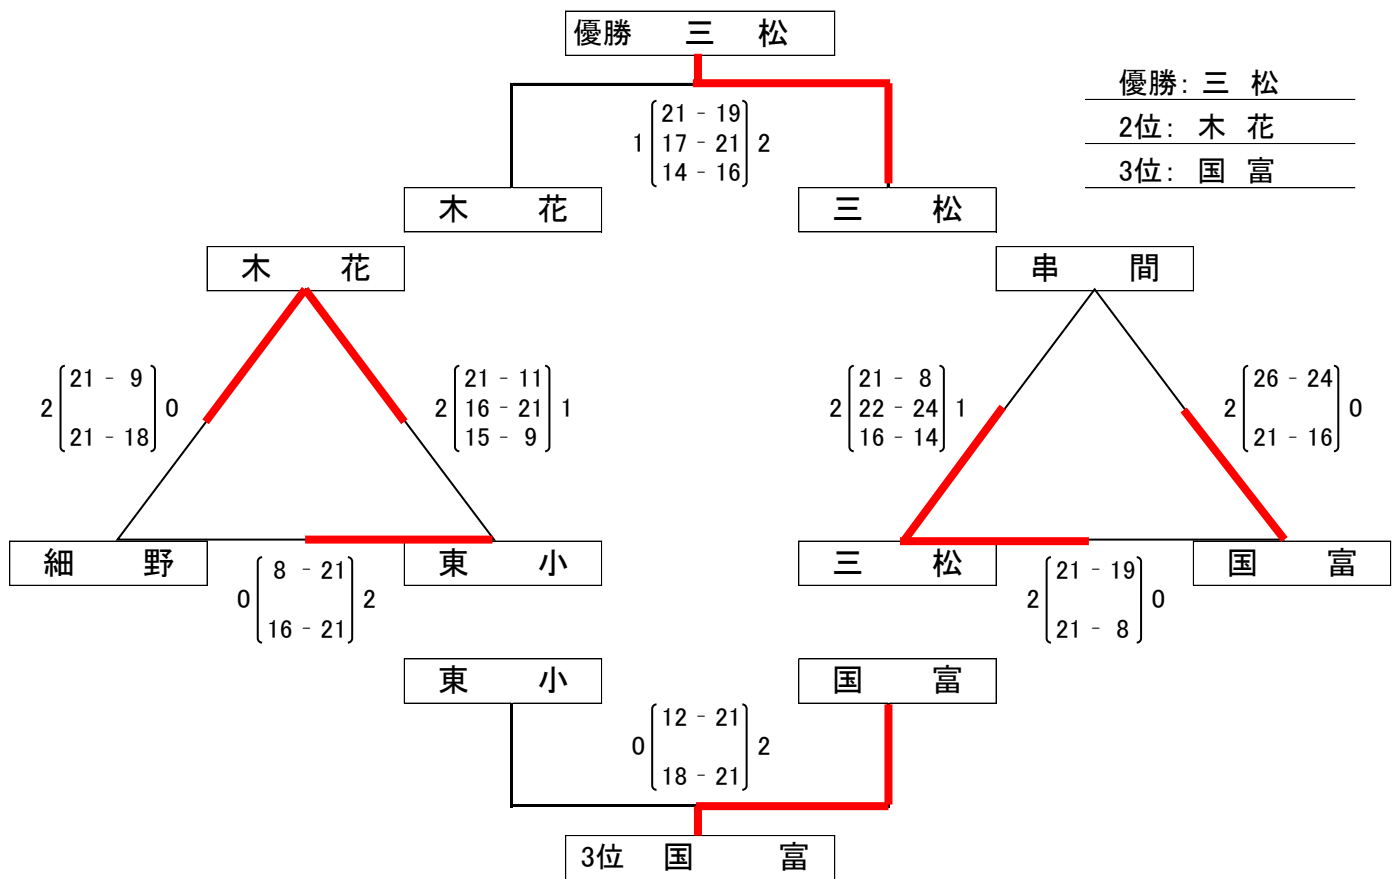 優勝 三 松
優勝: 三 松
2位: 木 花
3位: 国 富
1 21 - 19 2
17 - 21
14 - 16
木 花
三 松
木 花
串 間
2 21 - 9 0
21 - 18
2 21 - 11 1
16 - 21
15 - 9
2 21 - 8 1
22 - 24
16 - 14
2 26 - 24 0
21 - 16
細 野
東 小
三 松
国 富
0 8 - 21 2
16 - 21
2 21 - 19 0
21 - 8
東 小
国 富
0 12 - 21 2
18 - 21
3位 国 富